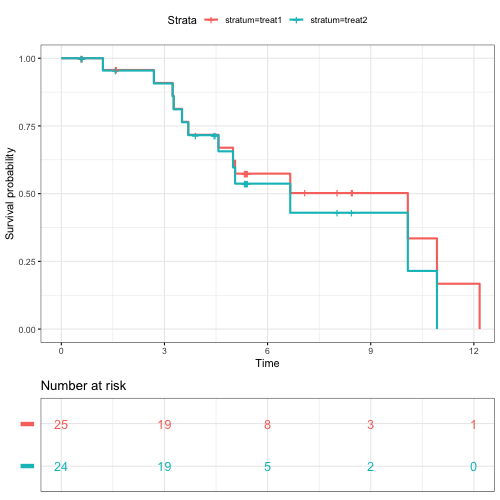 Strata stratum=treat1 stratum=treat2
1.00
0.75
0.50
0.25
0.00
Survival probability
0 3 6 9 12
Time
Number at risk
25 19 8 3 1
24 19 5 2 0